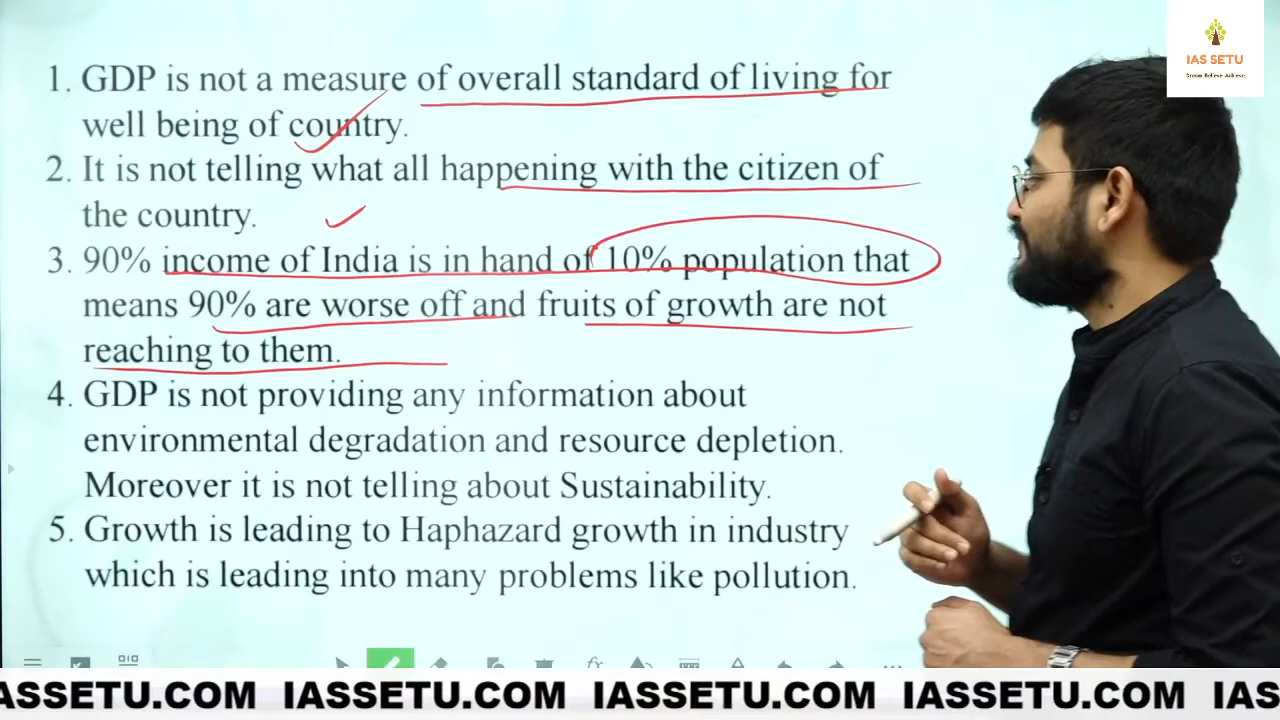 IAS SETU
Dream Believe Achieve
1. GDP is not a measure of overall standard of living for
well being of country.
2. It is not telling what all happening with the citizen of
the country.
3. 90% income of India is in hand of 10% population that
means 90% are worse off and fruits of growth are not
reaching to them.
4. GDP is not providing any information about
environmental degradation and resource depletion.
Moreover it is not telling about Sustainability.
5. Growth is leading to Haphazard growth in industry
which is leading into many problems like pollution.
IASSETU.COM IASSETU.COM IASSETU.COM IASSETU.COM IAS